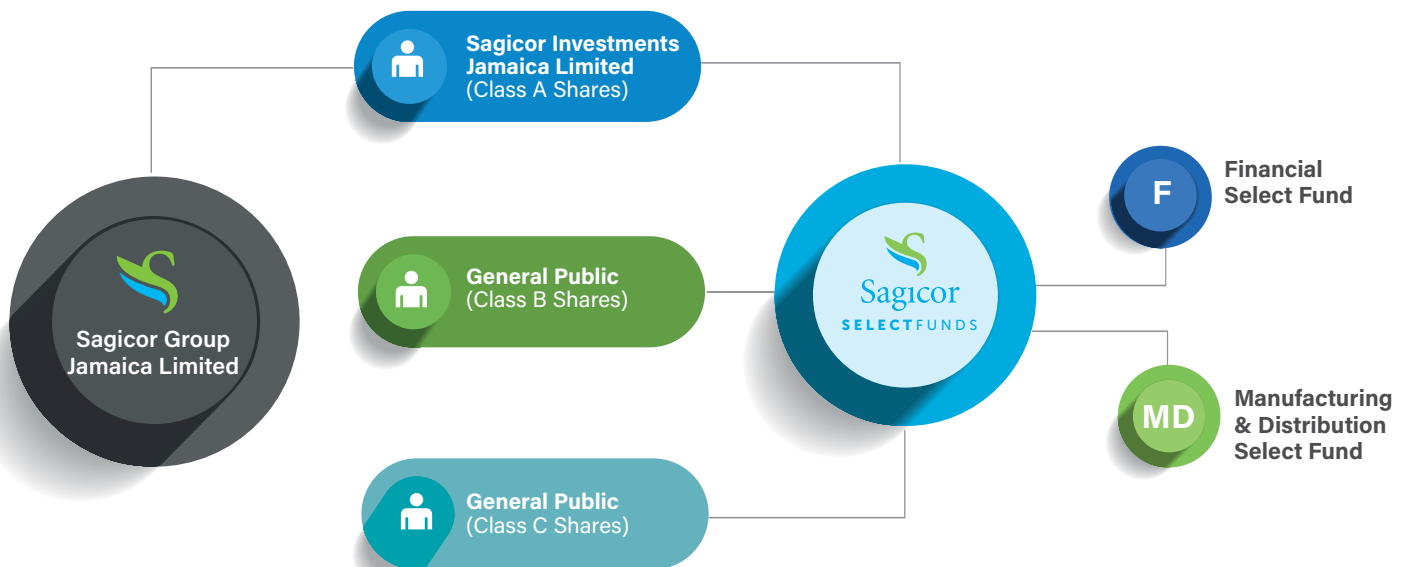 Sagicor Group
Jamaica Limited
Sagicor Investments
Jamaica Limited
(Class A Shares)
General Public
(Class B Shares)
General Public
(Class C Shares)
Sagicor
SELECTFUNDS
F
Financial
Select Fund
MD
Manufacturing
& Distribution
Select Fund